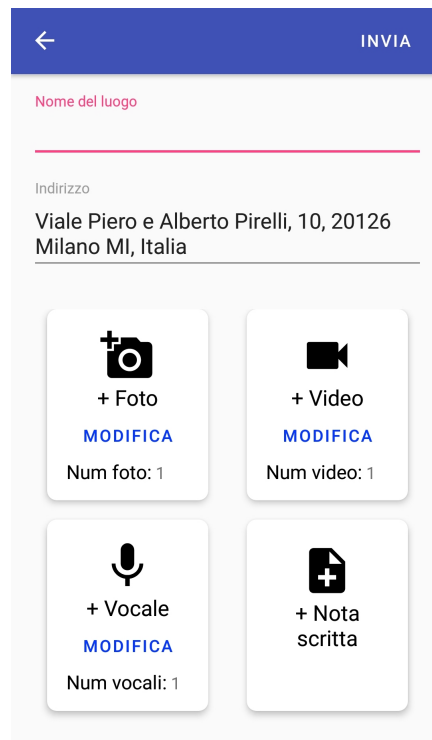 INVIA
Nome del luogo
Indirizzo
Viale Piero e Alberto Pirelli, 10, 20126
Milano MI, Italia
+ Foto
MODIFICA
Num foto: 1
+ Video
MODIFICA
Num video: 1
+ Vocale
MODIFICA
Num vocali: 1
+ Nota
scritta